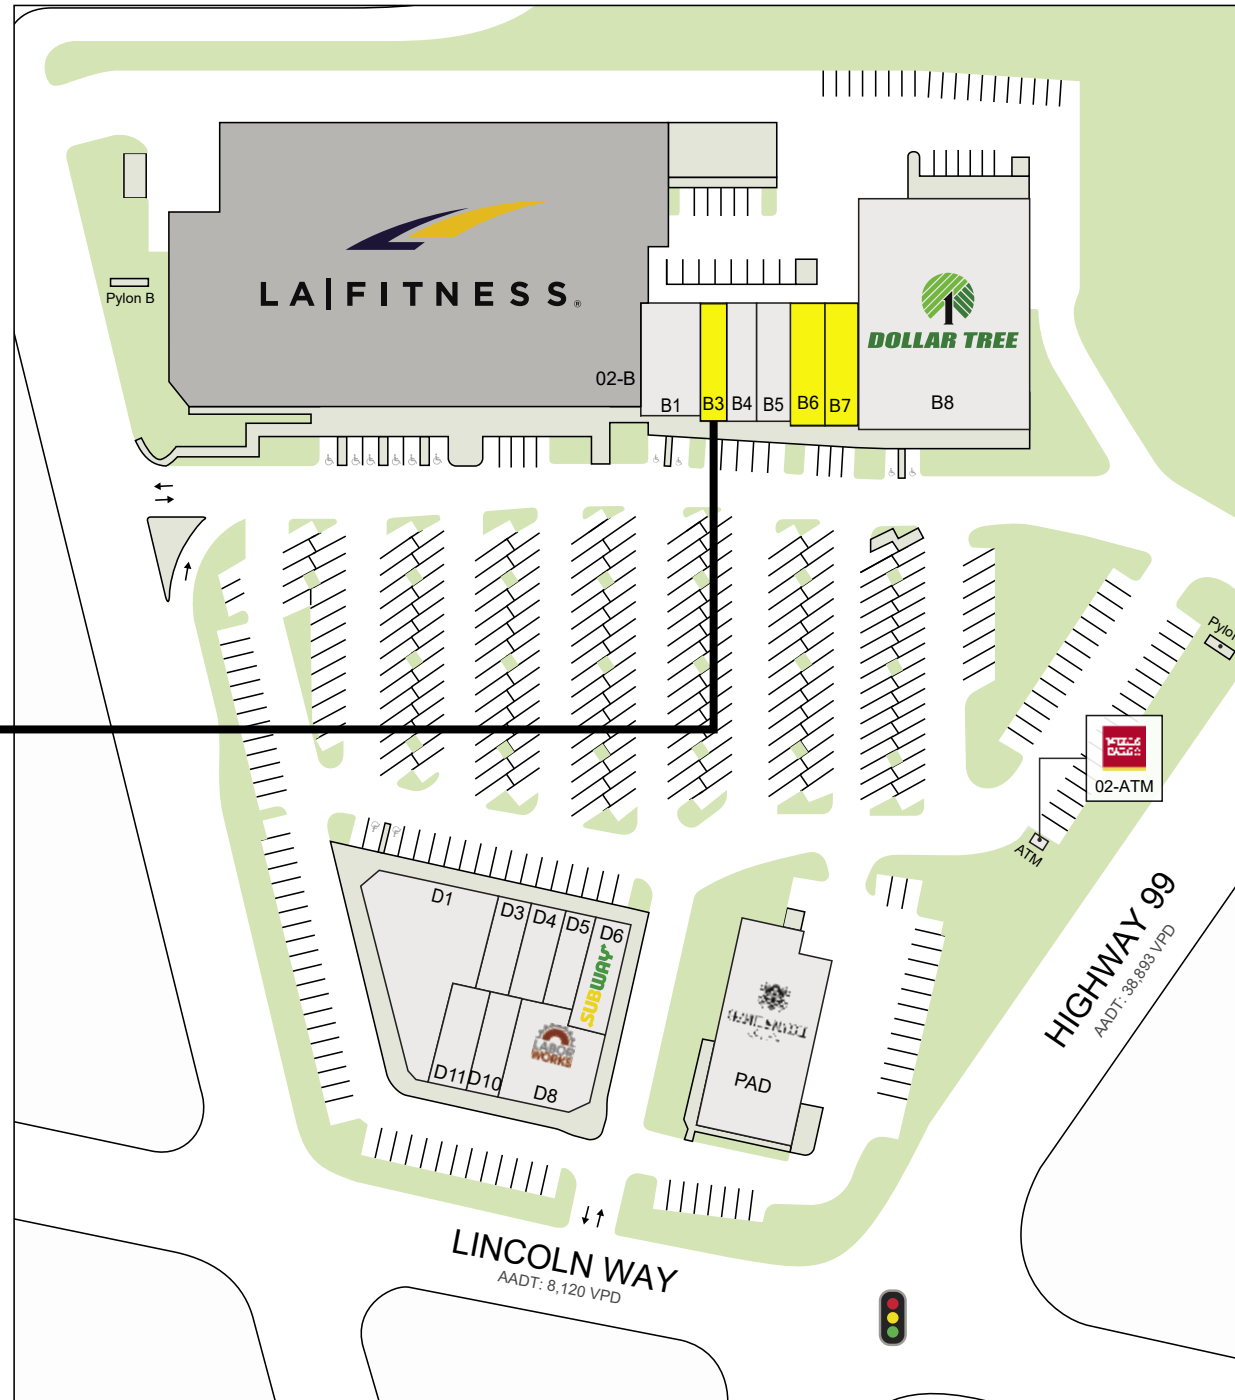 Pylon B
LA|FITNESS®
02-B
B1
B3
B4
B5
B6
B7
DOLLAR TREE
B8
Pylon
02-ATM
ATM
D1
D3
D4
D5
D6
SUBWAY
LABOR
WORKS
D11
D10
D8
PAD
HIGHWAY 99
AADT: 38,893 VPD
LINCOLN WAY
AADT: 8,120 VPD